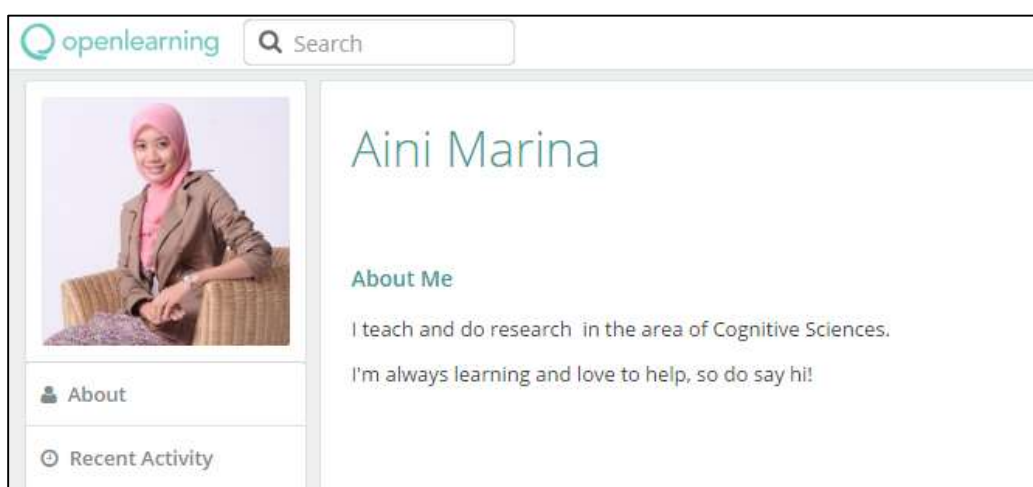 openlearning
Search
Aini Marina
About Me
I teach and do research  in the area of Cognitive Sciences.
I'm always learning and love to help, so do say hi!
About
Recent Activity